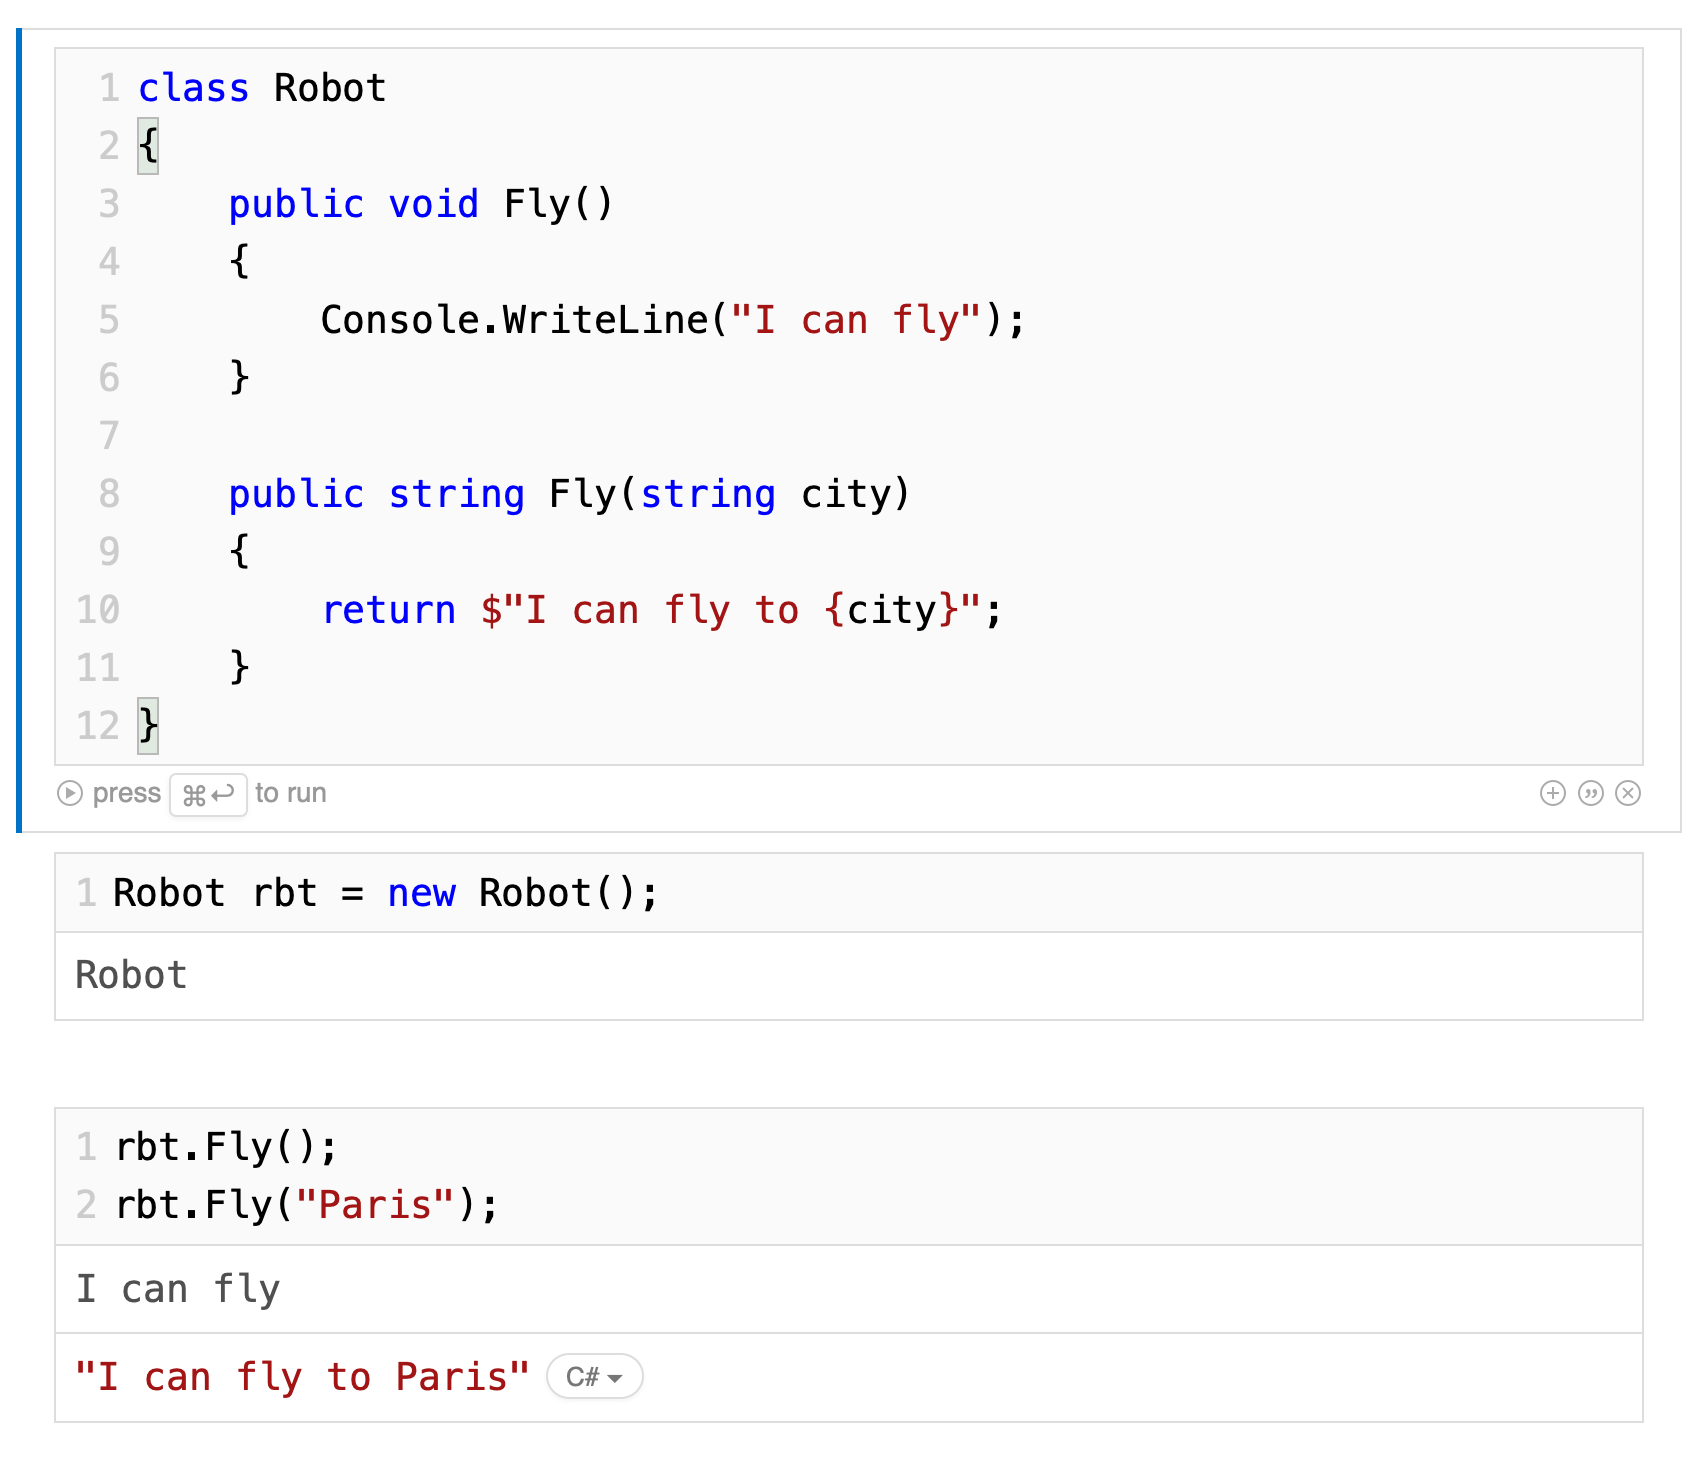 1 class Robot
2 {
3     public void Fly()
4     {
5         Console.WriteLine("I can fly");
6     }
7
8     public string Fly(string city)
9     {
10         return $"I can fly to {city}";
11     }
12 }
press ⌘↩ to run
1 Robot rbt = new Robot();
Robot
1 rbt.Fly();
2 rbt.Fly("Paris");
I can fly
"I can fly to Paris" C#